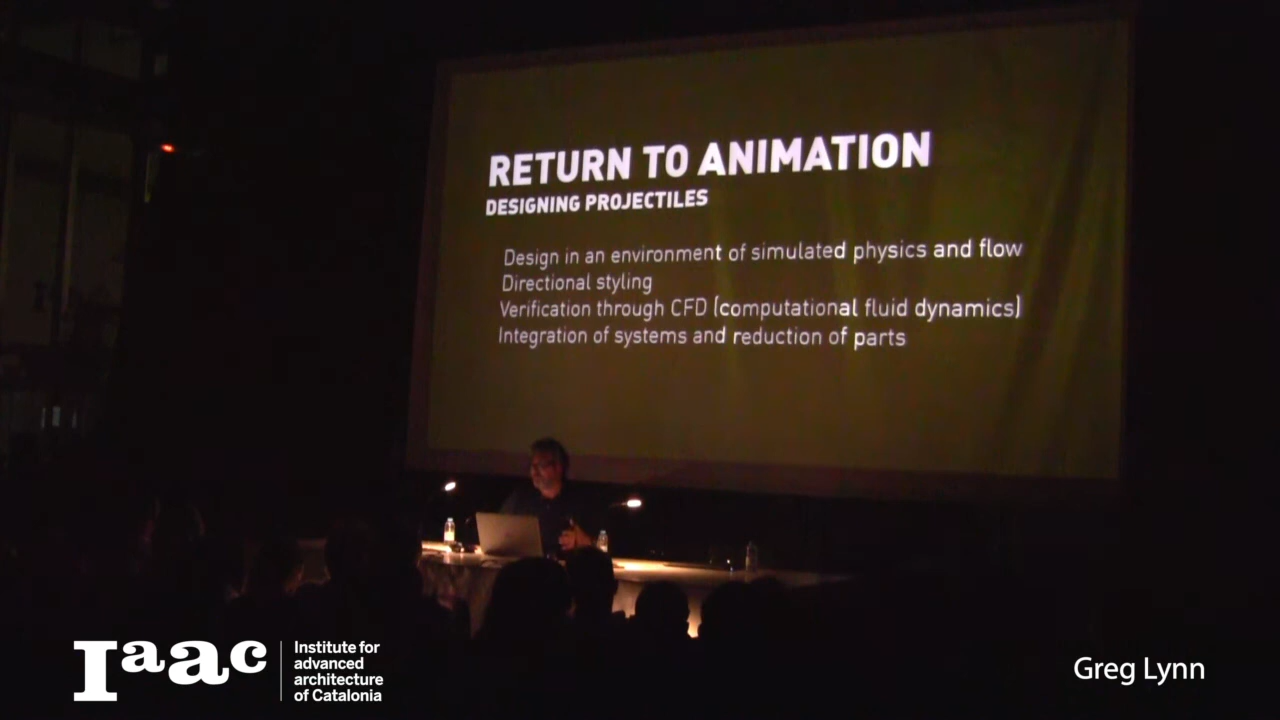 RETURN TO ANIMATION
DESIGNING PROJECTILES
Design in an environment of simulated physics and flow
Directional styling
Verification through CFD (computational fluid dynamics)
Integration of systems and reduction of parts
Iaac
Institute for
advanced
architecture
of Catalonia
Greg Lynn